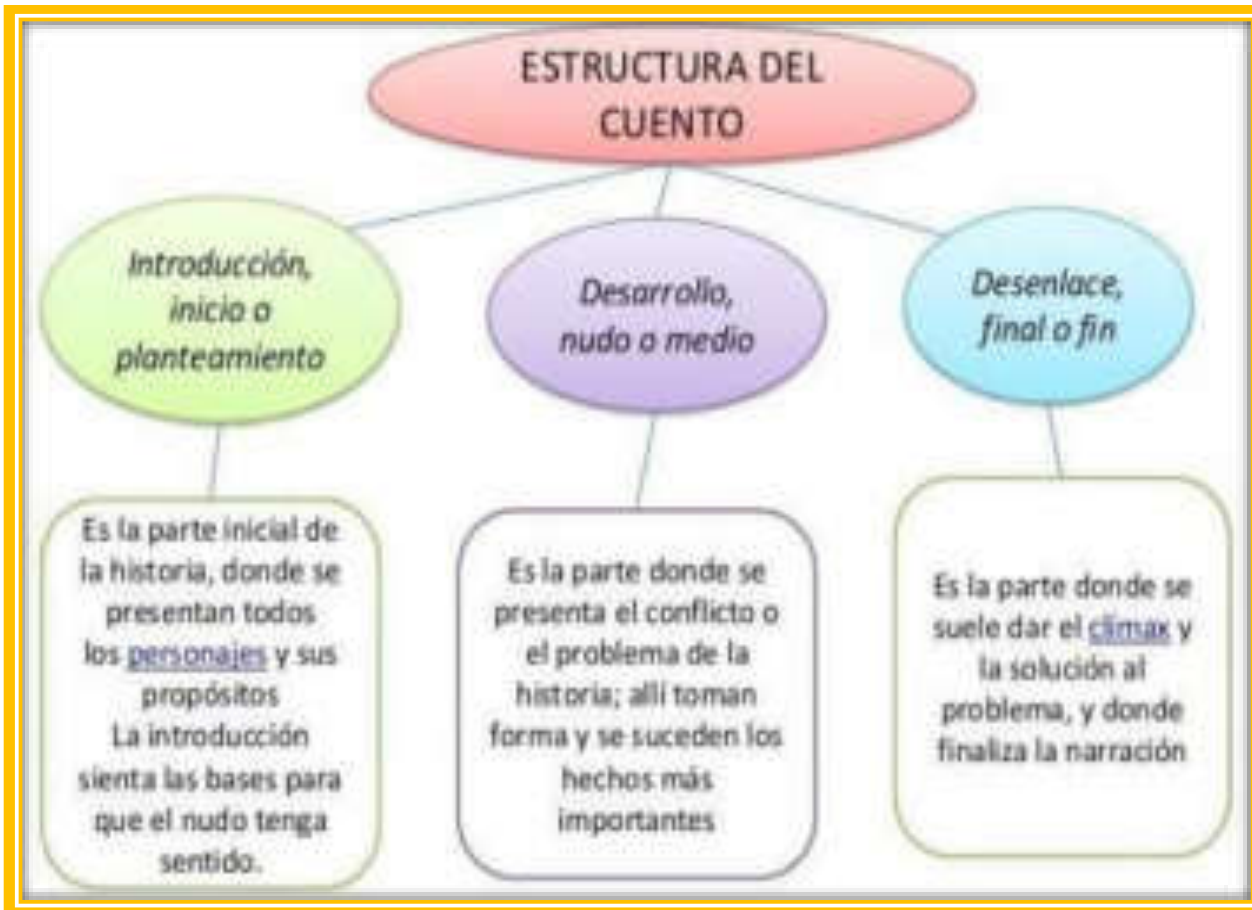 ESTRUCTURA DEL
CUENTO
Introducción,
inicio o
planteamiento
Es la parte inicial de
la historia, donde se
presentan todos
los personajes y sus
propósitos
La introducción
sienta las bases para
que el nudo tenga
sentido.
Desarrollo,
nudo o medio
Es la parte donde se
presenta el conflicto o
el problema de la
historia; allí toman
forma y se suceden los
hechos más
importantes
Desenlace,
final o fin
Es la parte donde se
suele dar el clímax y
la solución al
problema, y donde
finaliza la narración